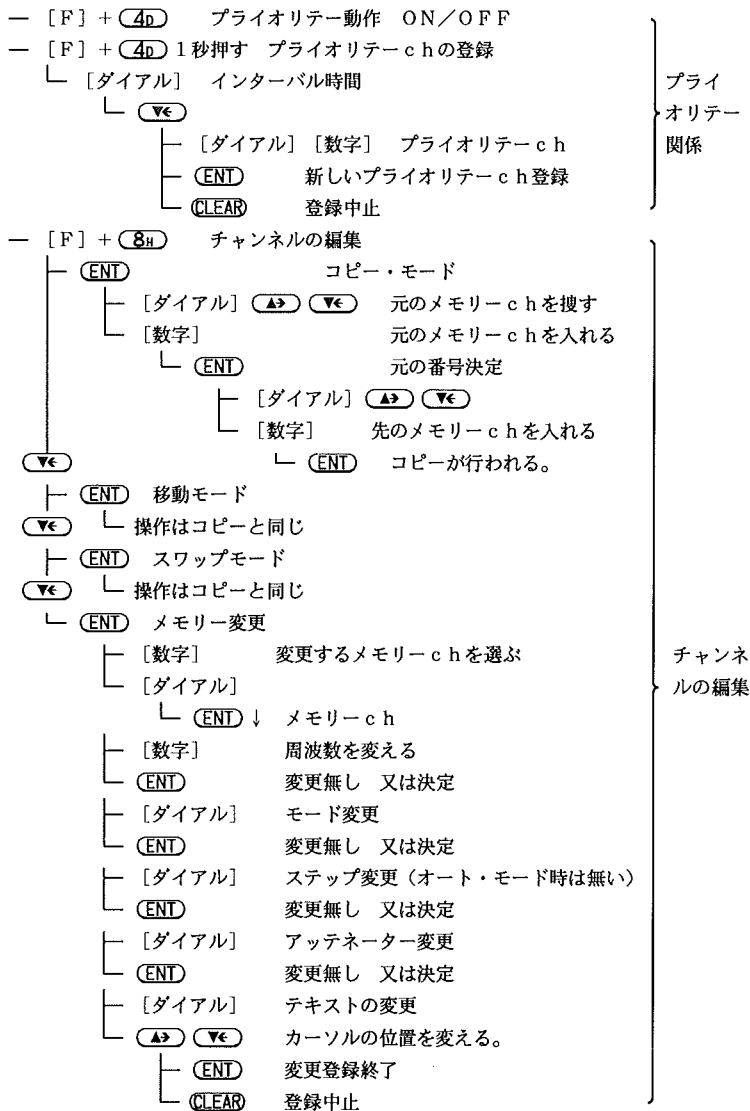 ［F］＋(4D) プライオリテー動作 ON／OFF
［F］＋(4D)1秒押す プライオリテーchの登録
［ダイアル］ インターバル時間
(▼←)
［ダイアル］［数字］ プライオリテーch
(ENT) 新しいプライオリテーch登録
(CLEAR) 登録中止
プライ
オリテー
関係
［F］＋(8H) チャンネルの編集
(ENT) コピー・モード
［ダイアル］(▲→)(▼←) 元のメモリーchを捜す
［数字］ 元のメモリーchを入れる
(ENT) 元の番号決定
［ダイアル］(▲→)(▼←)
［数字］ 先のメモリーchを入れる
(▼←) (ENT) コピーが行われる。
(ENT) 移動モード
(▼←) 操作はコピーと同じ
(ENT) スワップモード
(▼←) 操作はコピーと同じ
(ENT) メモリー変更
［数字］ 変更するメモリーchを選ぶ
［ダイアル］
(ENT)↓ メモリーch
［数字］ 周波数を変える
(ENT) 変更無し 又は決定
［ダイアル］ モード変更
(ENT) 変更無し 又は決定
［ダイアル］ ステップ変更（オート・モード時は無い）
(ENT) 変更無し 又は決定
［ダイアル］ アッテネーター変更
(ENT) 変更無し 又は決定
［ダイアル］ テキストの変更
(▲→)(▼←) カーソルの位置を変える。
(ENT) 変更登録終了
(CLEAR) 登録中止
チャンネ
ルの編集